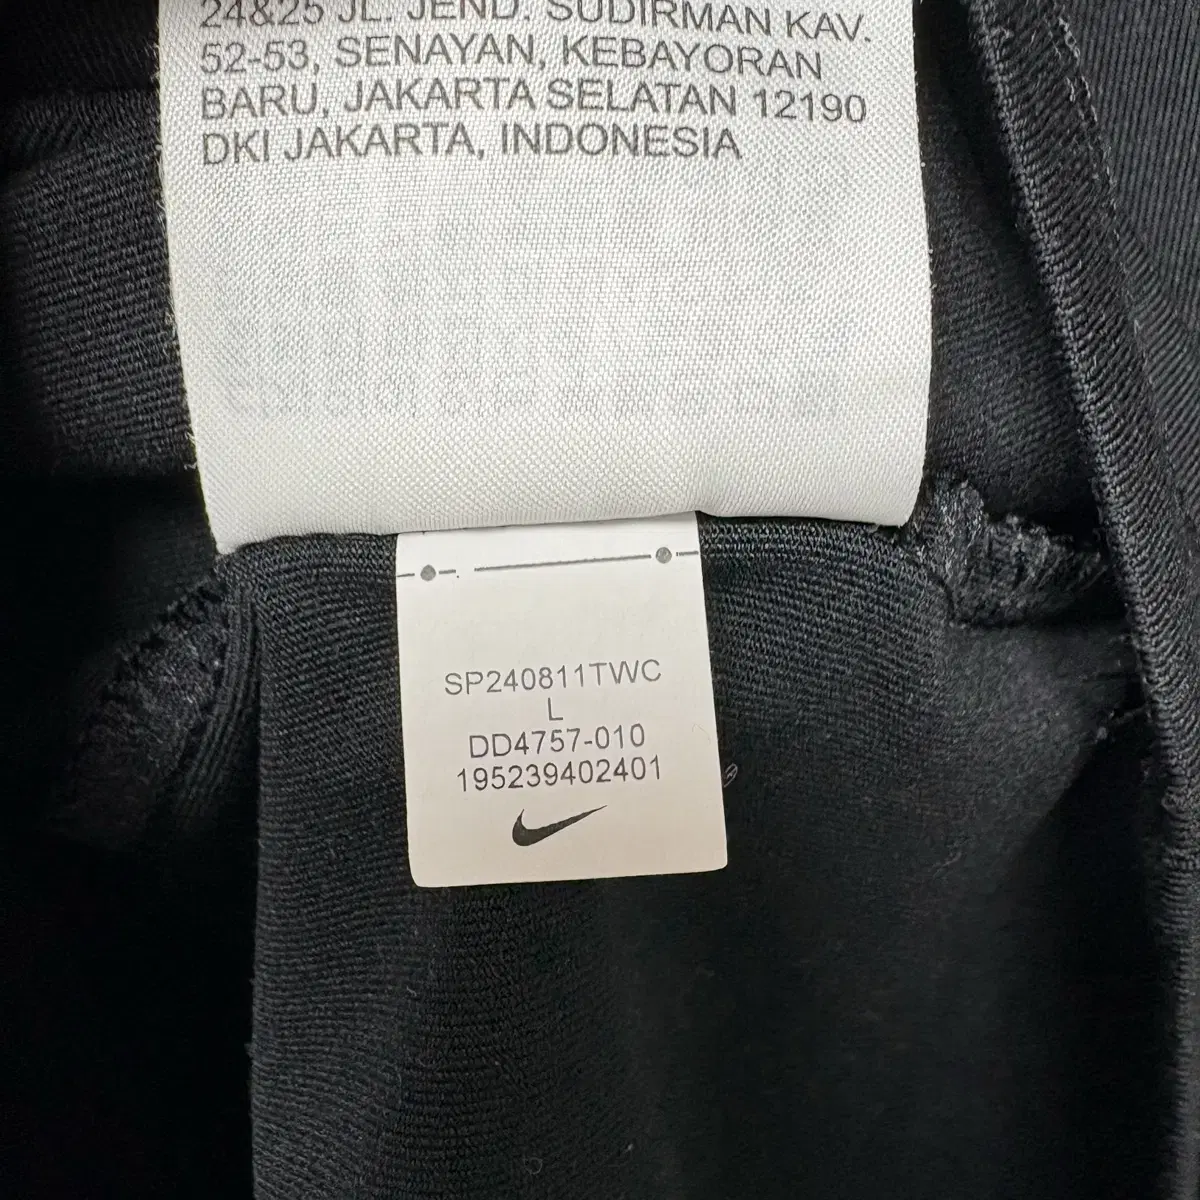 24&25 JL. JEND. SUDIRMAN KAV.
52-53, SENAYAN, KEBAYORAN
BARU, JAKARTA SELATAN 12190
DKI JAKARTA, INDONESIA
SP240811TWC
L
DD4757-010
195239402401